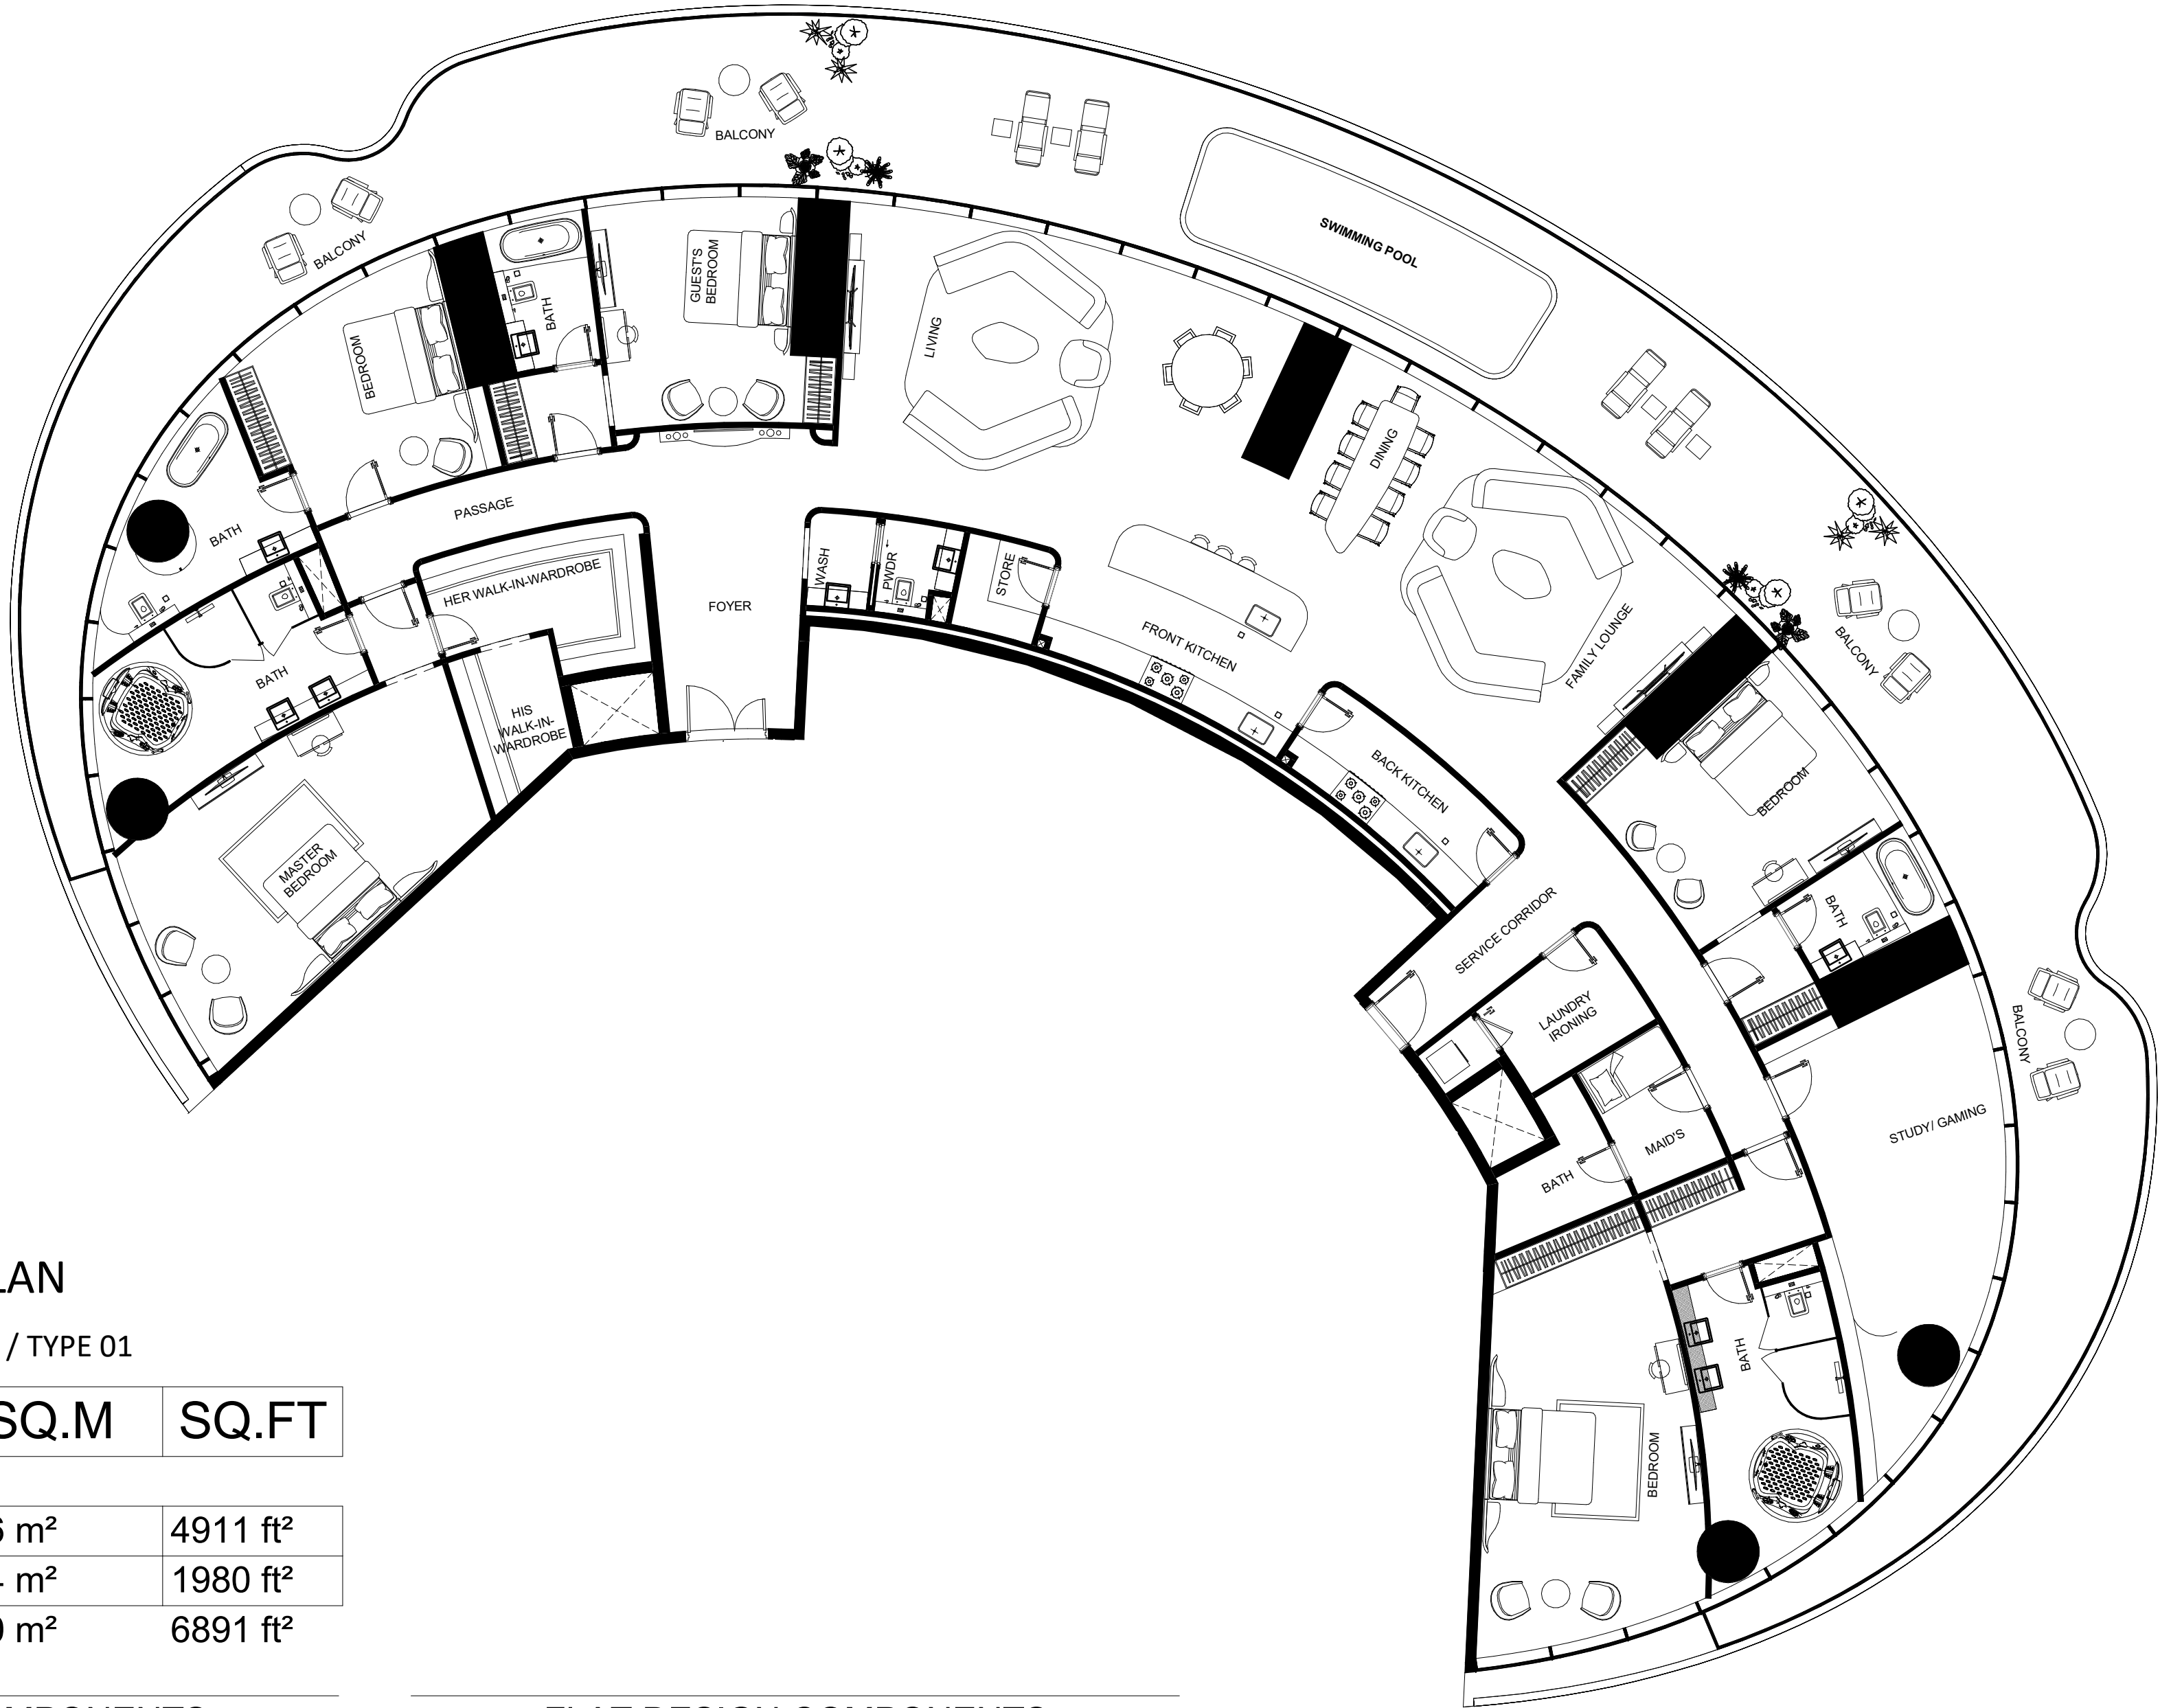 BALCONY
BALCONY
SWIMMING POOL
GUEST'S
BEDROOM
BATH
BEDROOM
LIVING
DINING
PASSAGE
BATH
HER WALK-IN-WARDROBE
FOYER
WASH
PWDR
STORE
FRONT KITCHEN
FAMILY LOUNGE
BALCONY
BATH
HIS
WALK-IN-
WARDROBE
BACK KITCHEN
BEDROOM
MASTER
BEDROOM
BATH
SERVICE CORRIDOR
LAUNDRY
IRONING
BALCONY
STUDY/ GAMING
MAID'S
BATH
BATH
BEDROOM
LAN
/ TYPE 01
SQ.M SQ.FT
m² 4911 ft²
m² 1980 ft²
m² 6891 ft²